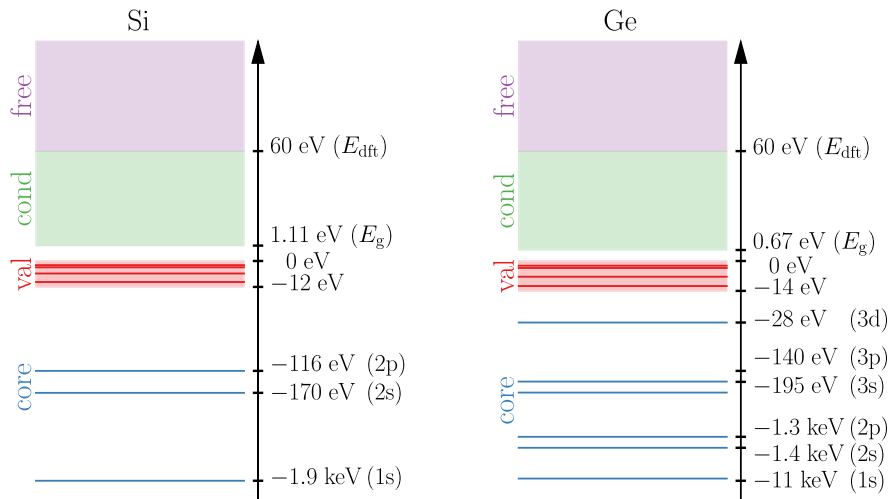 Si
free
cond
val
core
60 eV (E_dft)
1.11 eV (E_g)
0 eV
−12 eV
−116 eV (2p)
−170 eV (2s)
−1.9 keV (1s)
Ge
free
cond
val
core
60 eV (E_dft)
0.67 eV (E_g)
0 eV
−14 eV
−28 eV (3d)
−140 eV (3p)
−195 eV (3s)
−1.3 keV (2p)
−1.4 keV (2s)
−11 keV (1s)